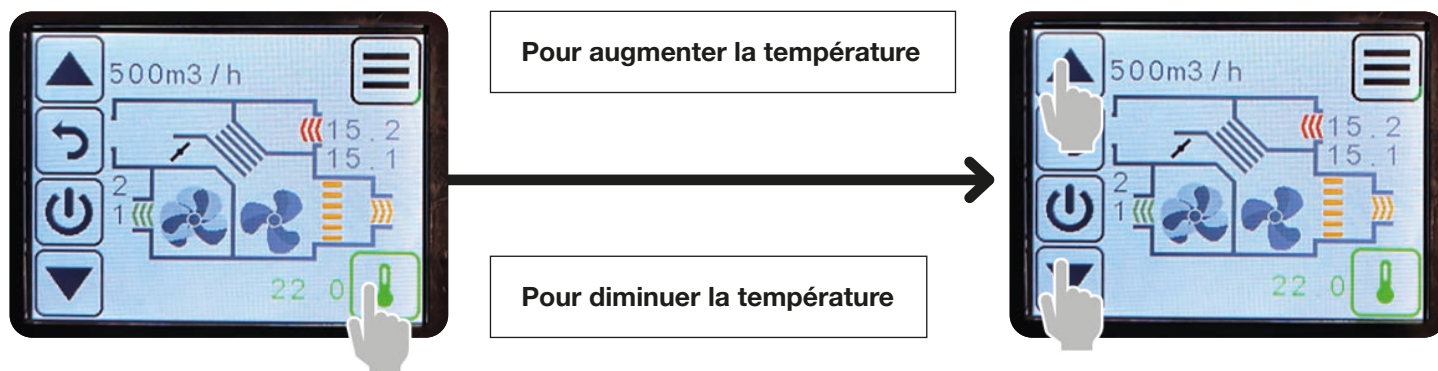 500m3/h
15.2
15.1
2
1
22 0
Pour augmenter la température
Pour diminuer la température
500m3/h
15.2
15.1
2
1
22.0